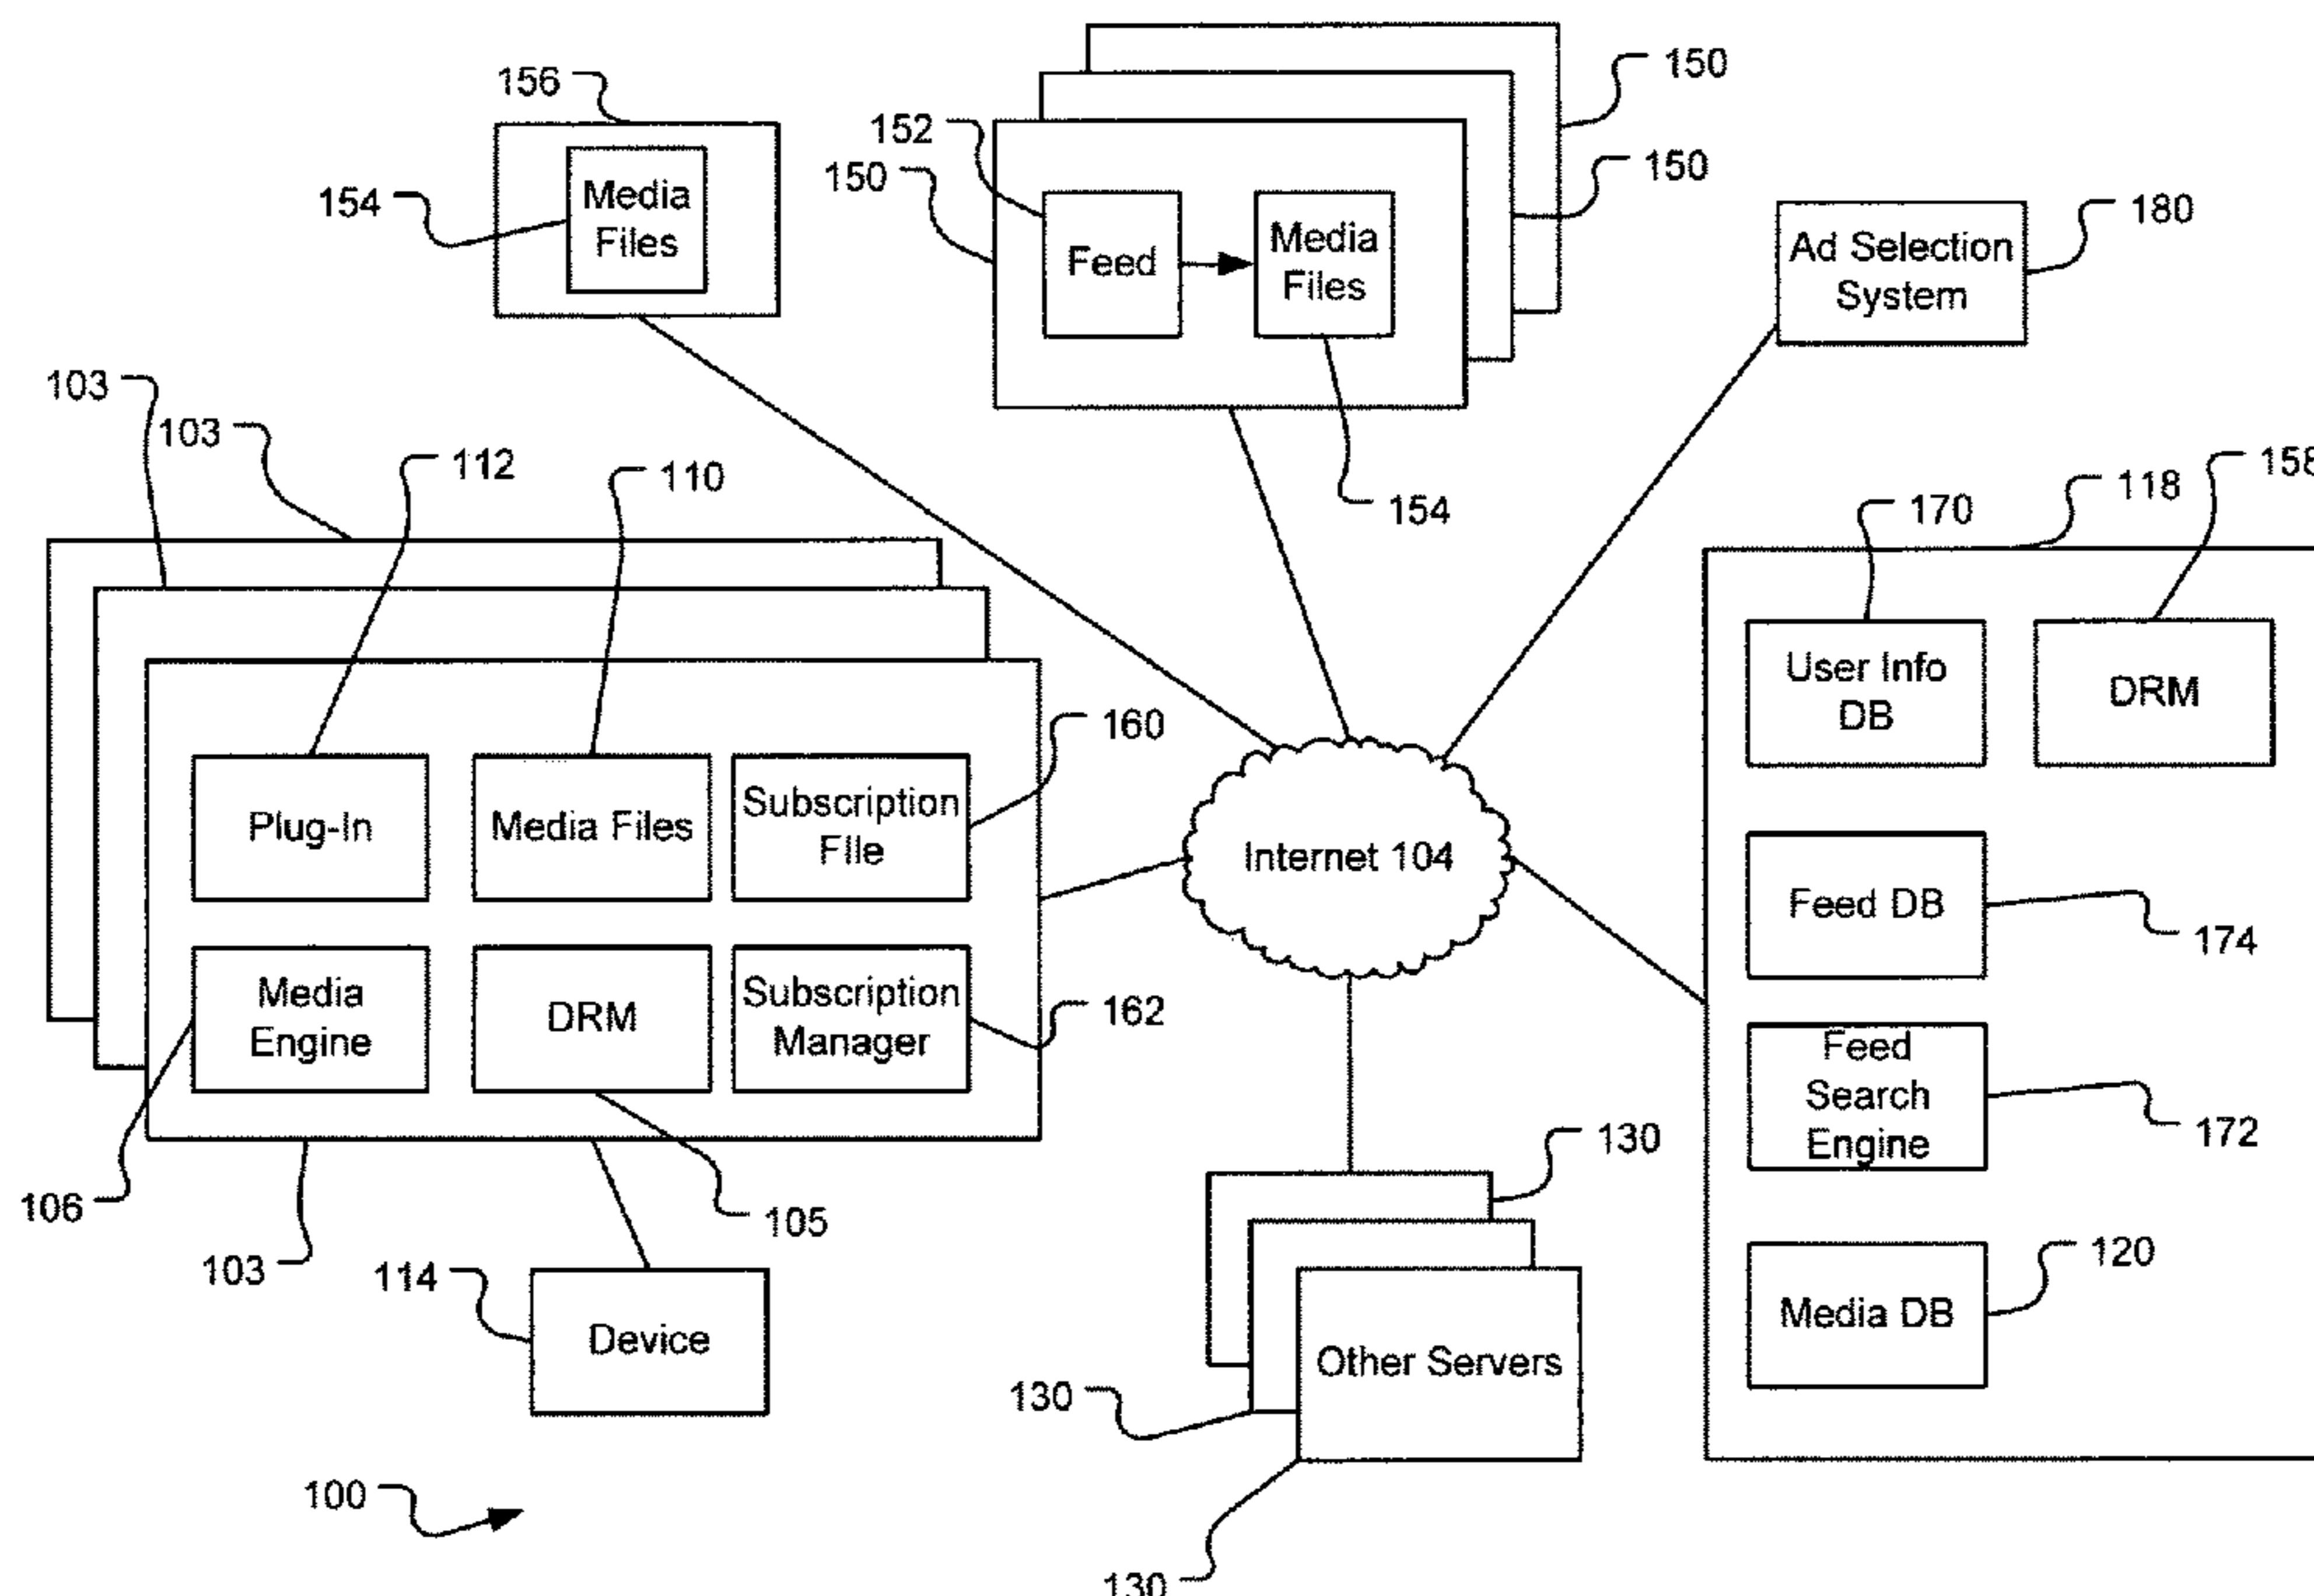 156
150
152
150
150
154
Media
Files
Feed
Media
Files
180
Ad Selection
System
103
103
112
110
154
158
118
170
User Info
DB
DRM
160
Plug-In
Media Files
Subscription
File
Internet 104
Feed DB
174
Media
Engine
DRM
Subscription
Manager
162
Feed
Search
Engine
172
130
106
105
103
114
Device
120
Media DB
Other Servers
130
100
130